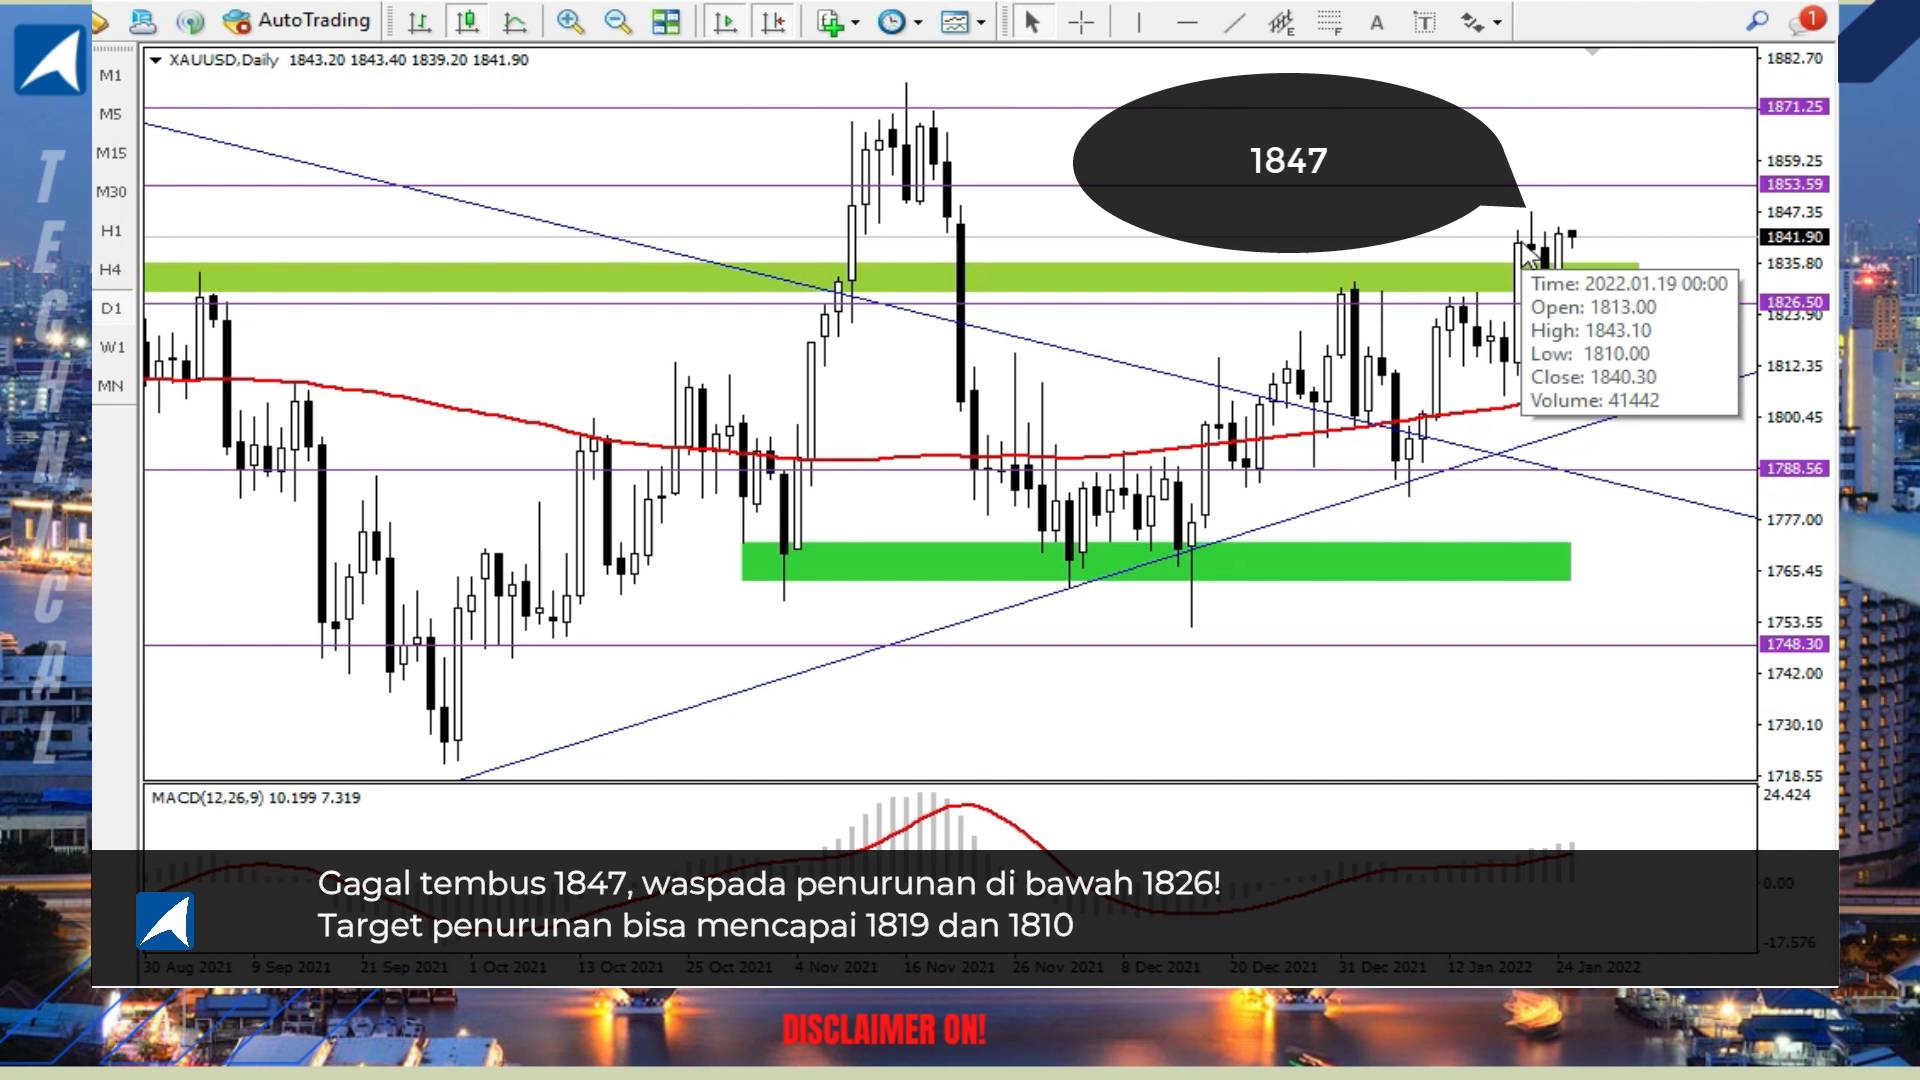 AutoTrading
1
M1
M5
M15
M30
H1
H4
D1
W1
MN
TECHNICAL
XAUUSD,Daily 1843.20 1843.40 1839.20 1841.90
1847
1882.70
1871.25
1859.25
1853.59
1847.35
1841.90
1835.80
1826.50
1823.90
1812.35
1800.45
1788.56
1777.00
1765.45
1753.55
1748.30
1742.00
1730.10
1718.55
Time: 2022.01.19 00:00
Open: 1813.00
High: 1843.10
Low: 1810.00
Close: 1840.30
Volume: 41442
MACD(12,26,9) 10.199 7.319
24.424
0.00
-17.576
Gagal tembus 1847, waspada penurunan di bawah 1826!
Target penurunan bisa mencapai 1819 dan 1810
30 Aug 2021 9 Sep 2021 21 Sep 2021 1 Oct 2021 13 Oct 2021 25 Oct 2021 4 Nov 2021 16 Nov 2021 26 Nov 2021 8 Dec 2021 20 Dec 2021 31 Dec 2021 12 Jan 2022 24 Jan 2022
DISCLAIMER ON!